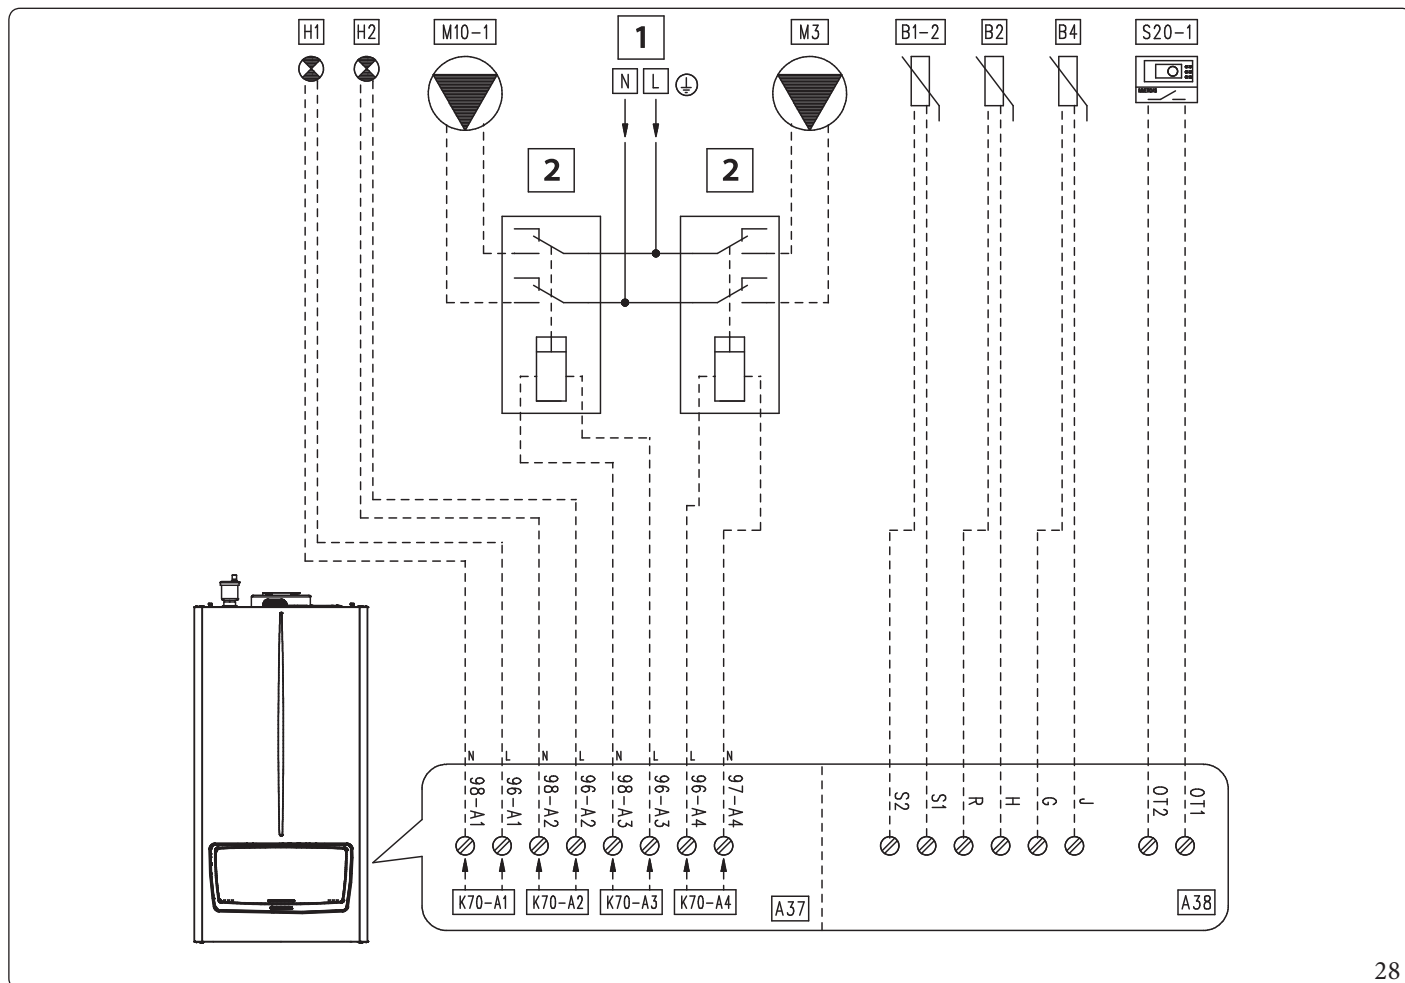 H1 H2 M10-1 1 M3 B1-2 B2 B4 S20-1
N L
2 2
N L N L N L L N
98-A1 96-A1 98-A2 96-A2 98-A3 96-A3 96-A4 97-A4 S2 S1 R H G J OT2 OT1
K70-A1 K70-A2 K70-A3 K70-A4 A37 A38
28